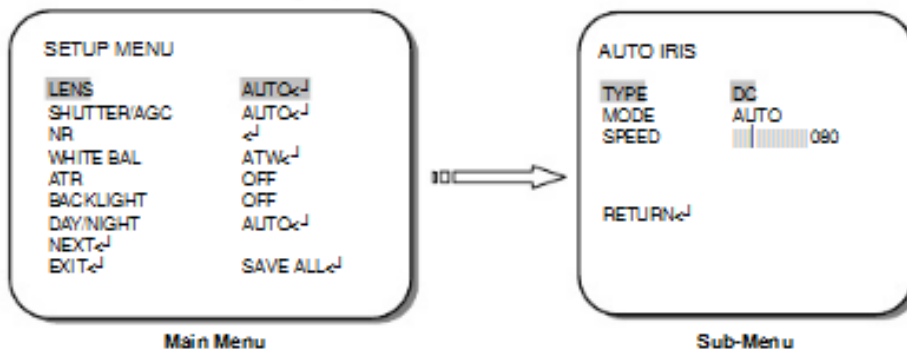 SETUP MENU
LENS AUTO↵
SHUTTER/AGC AUTO↵
NR ↵
WHITE BAL ATW↵
ATR OFF
BACKLIGHT OFF
DAY/NIGHT AUTO↵
NEXT↵
EXIT↵ SAVE ALL↵
Main Menu
AUTO IRIS
TYPE DC
MODE AUTO
SPEED 080
RETURN↵
Sub-Menu